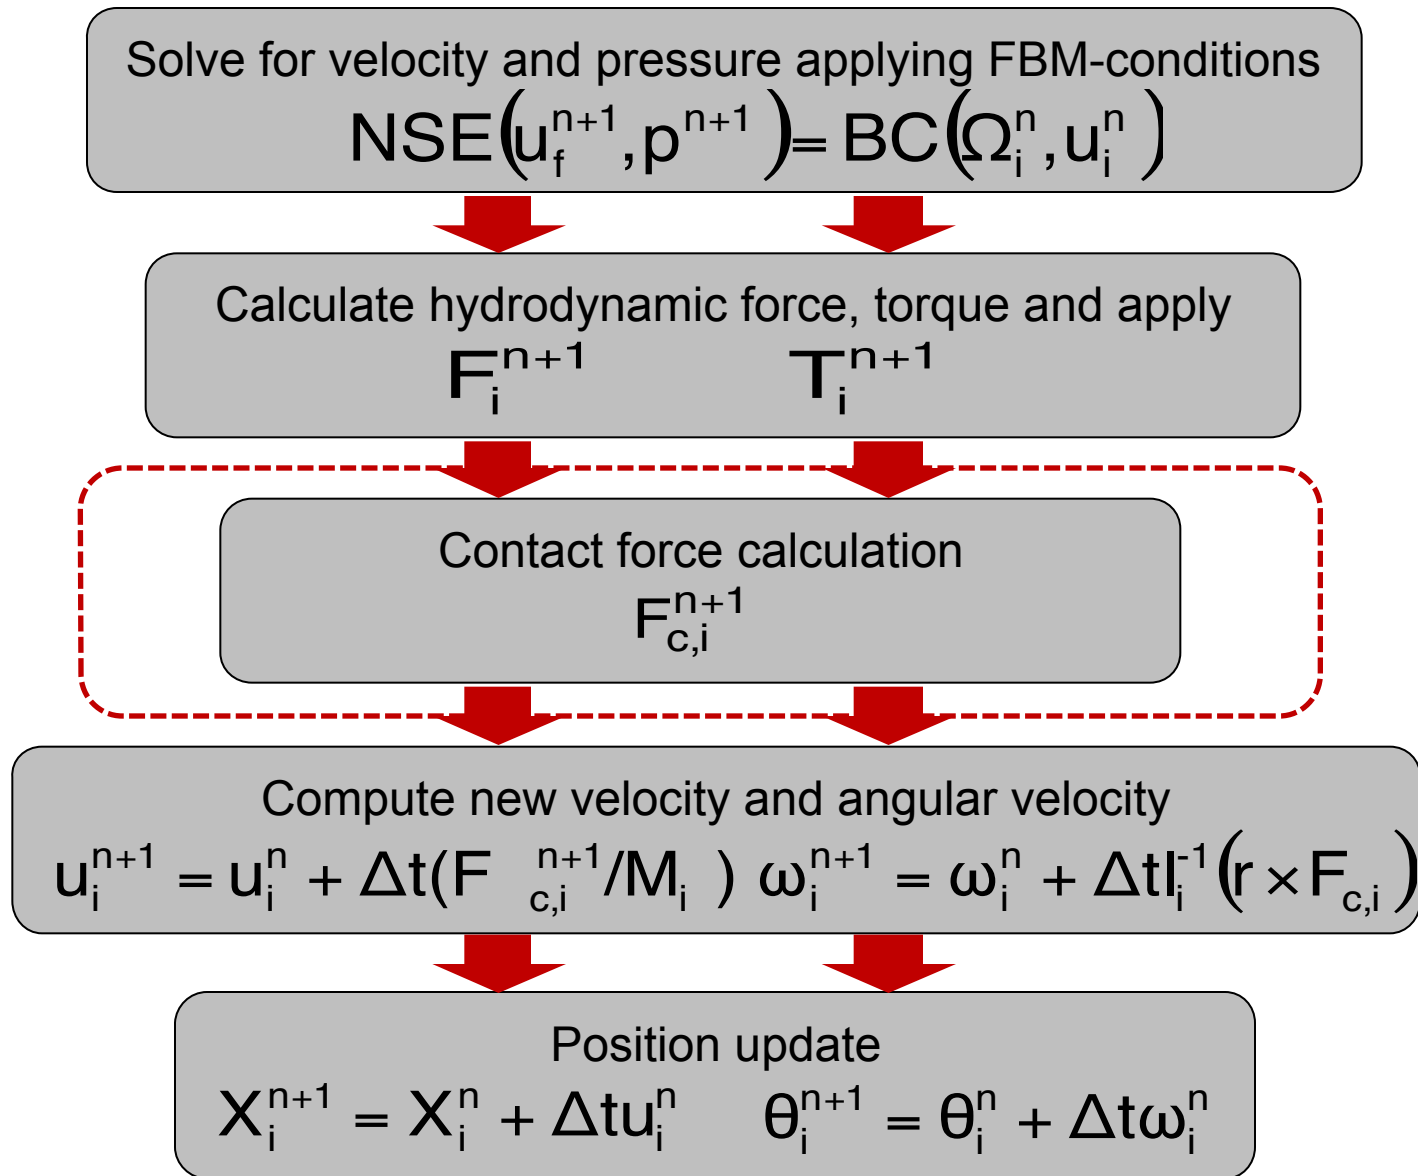 Solve for velocity and pressure applying FBM-conditions
NSE(u_f^{n+1}, p^{n+1}) = BC(Ω_i^n, u_i^n)
Calculate hydrodynamic force, torque and apply
F_i^{n+1} T_i^{n+1}
Contact force calculation
F_{c,i}^{n+1}
Compute new velocity and angular velocity
u_i^{n+1} = u_i^n + Δt(F_{c,i}^{n+1}/M_i) ω_i^{n+1} = ω_i^n + ΔtI_i^{-1}(r × F_{c,i})
Position update
X_i^{n+1} = X_i^n + Δtu_i^n θ_i^{n+1} = θ_i^n + Δtω_i^n